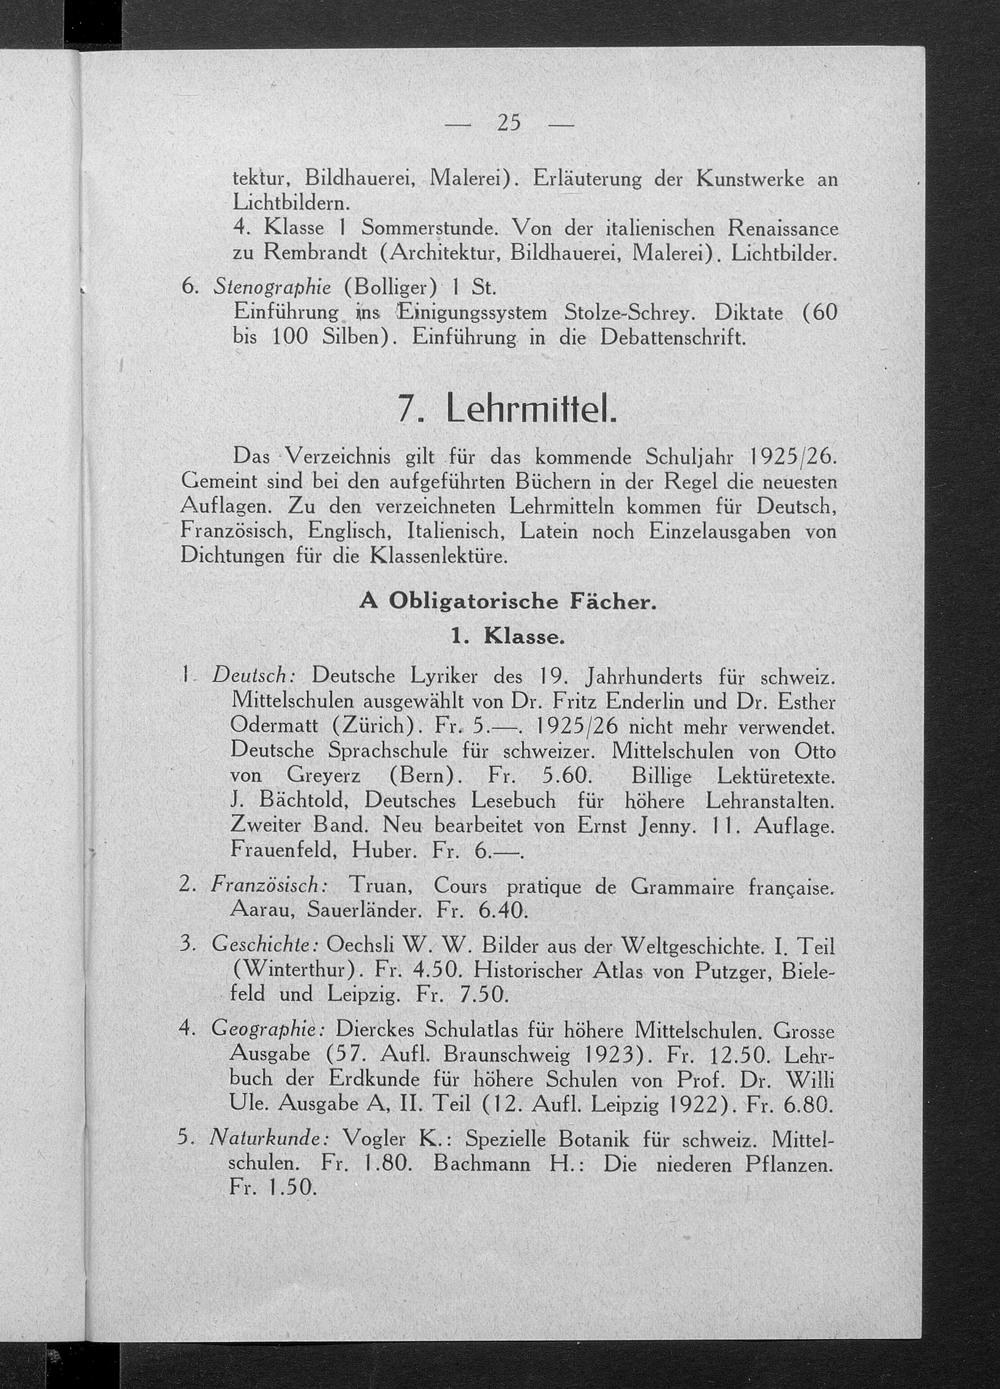 — 25 —
tektur, Bildhauerei, Malerei). Erläuterung der Kunstwerke an
Lichtbildern.
4. Klasse 1 Sommerstunde. Von der italienischen Renaissance
zu Rembrandt (Architektur, Bildhauerei, Malerei). Lichtbilder.
6. Stenographie (Bolliger) 1 St.
Einführung ins Einigungssystem Stolze-Schrey. Diktate (60
bis 100 Silben). Einführung in die Debattenschrift.
7. Lehrmittel.
Das Verzeichnis gilt für das kommende Schuljahr 1925/26.
Gemeint sind bei den aufgeführten Büchern in der Regel die neuesten
Auflagen. Zu den verzeichneten Lehrmitteln kommen für Deutsch,
Französisch, Englisch, Italienisch, Latein noch Einzelausgaben von
Dichtungen für die Klassenlektüre.
A Obligatorische Fächer.
1. Klasse.
1. Deutsch: Deutsche Lyriker des 19. Jahrhunderts für schweiz.
Mittelschulen ausgewählt von Dr. Fritz Enderlin und Dr. Esther
Odermatt (Zürich). Fr. 5.—. 1925/26 nicht mehr verwendet.
Deutsche Sprachschule für schweizer. Mittelschulen von Otto
von Greyerz (Bern). Fr. 5.60. Billige Lektüretexte.
J. Bächtold, Deutsches Lesebuch für höhere Lehranstalten.
Zweiter Band. Neu bearbeitet von Ernst Jenny. 11. Auflage.
Frauenfeld, Huber. Fr. 6.—.
2. Französisch: Truan, Cours pratique de Grammaire française.
Aarau, Sauerländer. Fr. 6.40.
3. Geschichte: Oechsli W. W. Bilder aus der Weltgeschichte. I. Teil
(Winterthur). Fr. 4.50. Historischer Atlas von Putzger, Biele-
feld und Leipzig. Fr. 7.50.
4. Geographie: Dierckes Schulatlas für höhere Mittelschulen. Grosse
Ausgabe (57. Aufl. Braunschweig 1923). Fr. 12.50. Lehr-
buch der Erdkunde für höhere Schulen von Prof. Dr. Willi
Ule. Ausgabe A, II. Teil (12. Aufl. Leipzig 1922). Fr. 6.80.
5. Naturkunde: Vogler K.: Spezielle Botanik für schweiz. Mittel-
schulen. Fr. 1.80. Bachmann H.: Die niederen Pflanzen.
Fr. 1.50.